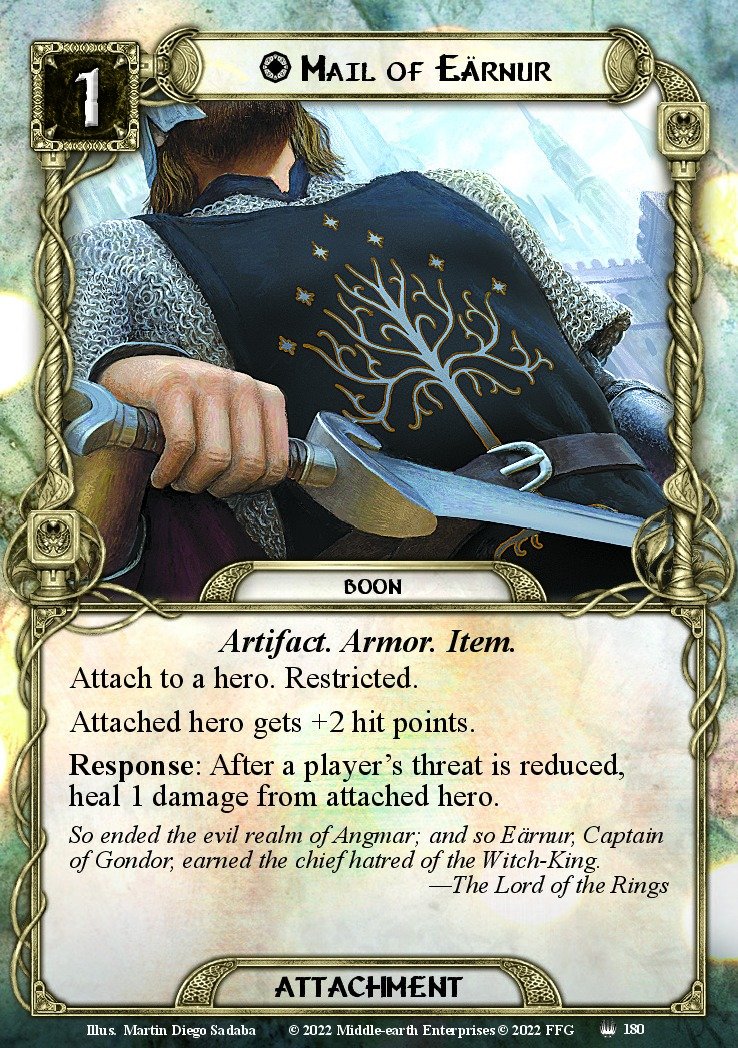 1
MAIL OF EÄRNUR
BOON
Artifact. Armor. Item.
Attach to a hero. Restricted.
Attached hero gets +2 hit points.
Response: After a player's threat is reduced,
heal 1 damage from attached hero.
So ended the evil realm of Angmar; and so Eärnur, Captain
of Gondor, earned the chief hatred of the Witch-King.
—The Lord of the Rings
ATTACHMENT
Illus. Martin Diego Sadaba © 2022 Middle-earth Enterprises © 2022 FFG 180